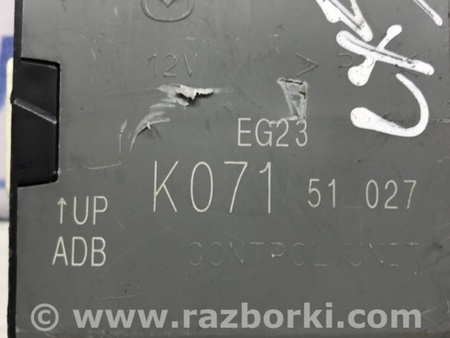 12V
EG23
K071 51 027
↑UP
ADB CONTROL UNIT
© www.razborki.com